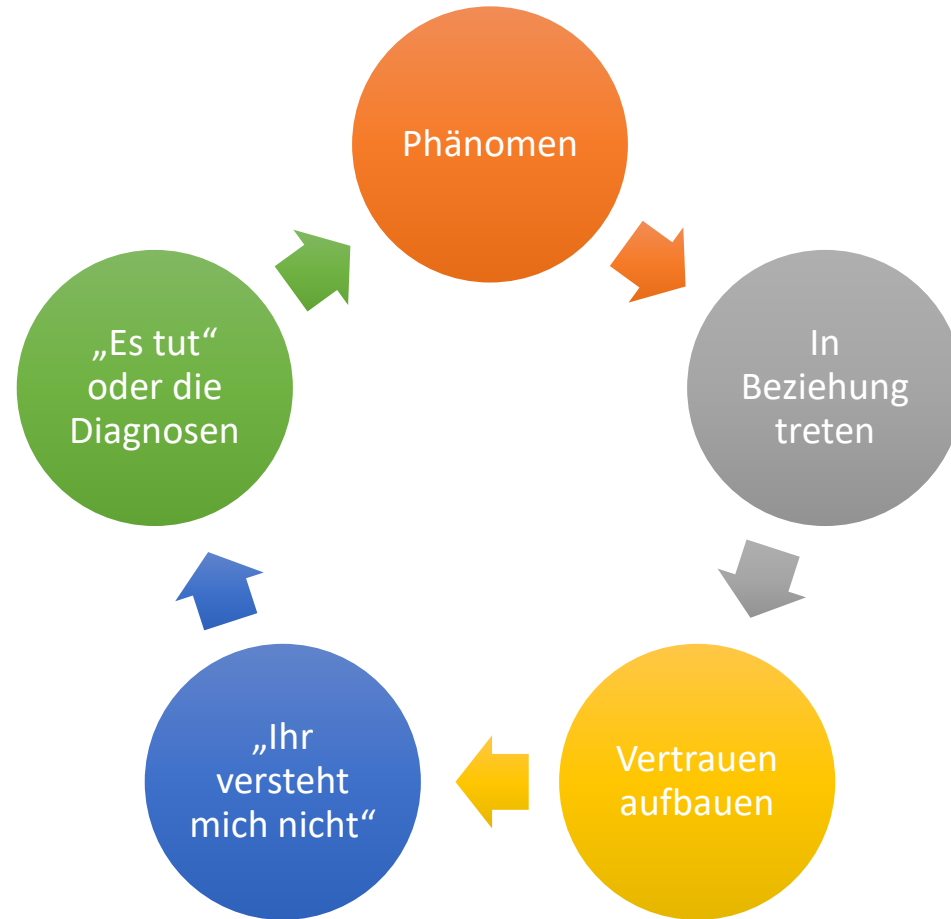 Phänomen
In
Beziehung
treten
Vertrauen
aufbauen
„Ihr
versteht
mich nicht“
„Es tut“
oder die
Diagnosen